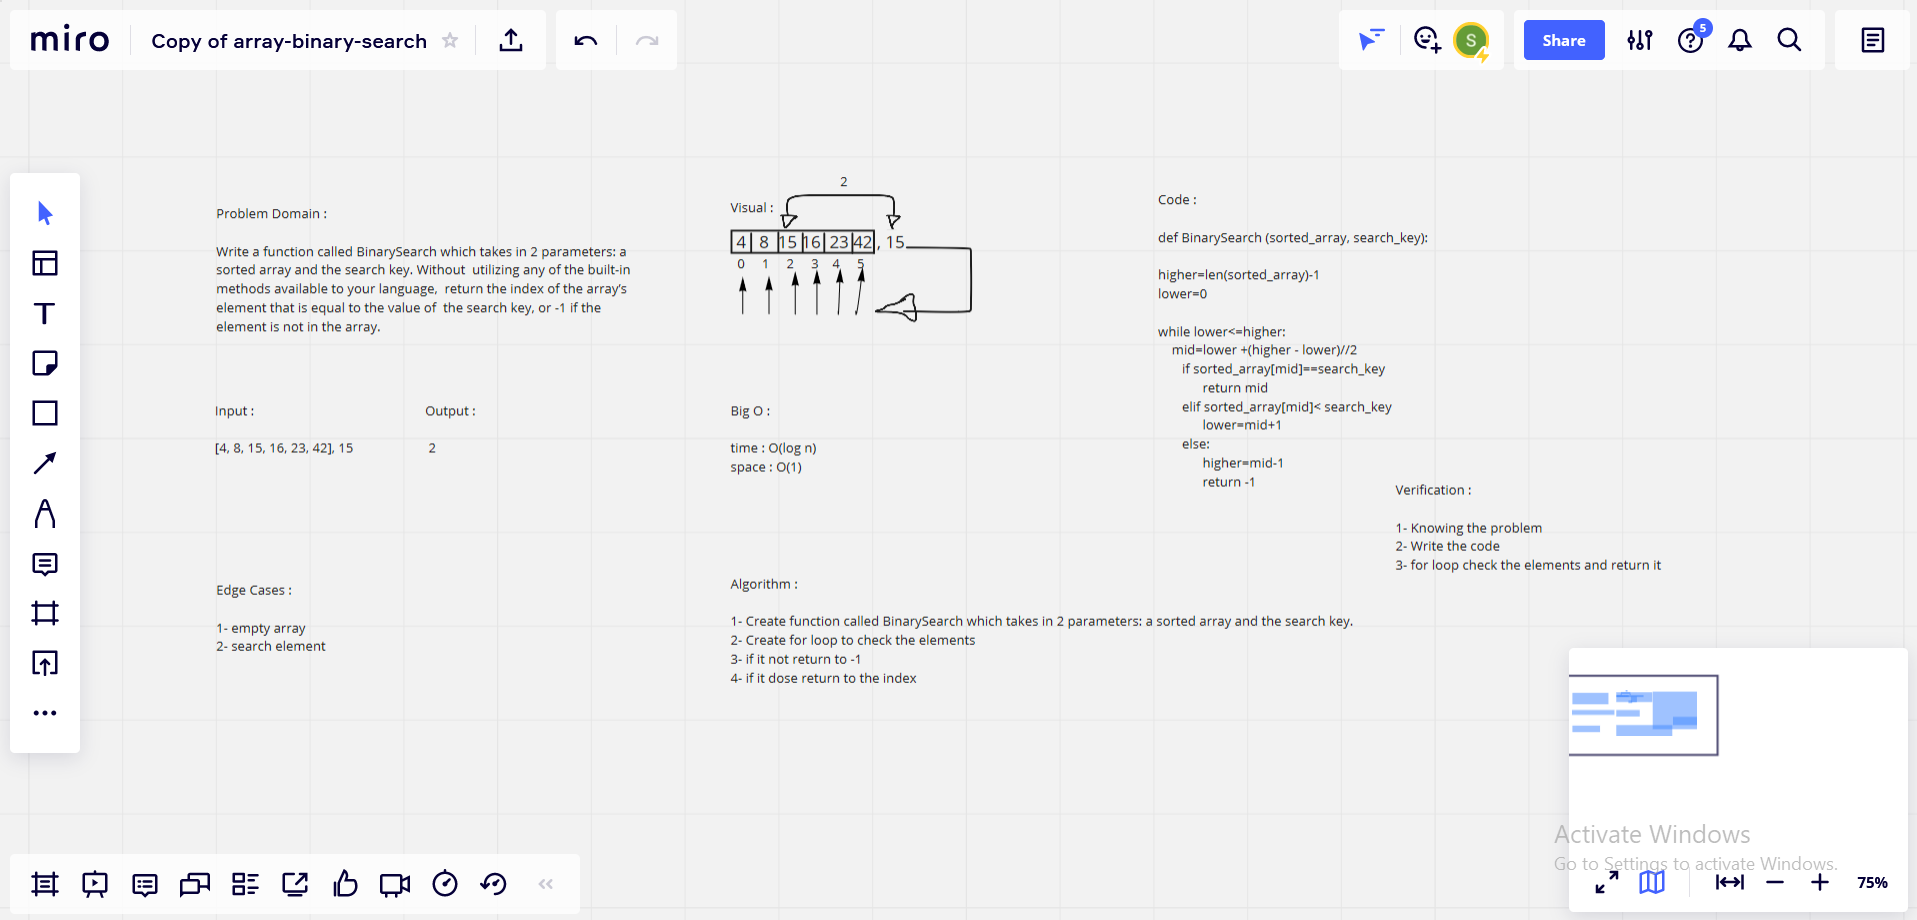 miro
Copy of array-binary-search
S
Share
5
Problem Domain :
Write a function called BinarySearch which takes in 2 parameters: a
sorted array and the search key. Without  utilizing any of the built-in
methods available to your language,  return the index of the array's
element that is equal to the value of  the search key, or -1 if the
element is not in the array.
Input :
[4, 8, 15, 16, 23, 42], 15
Output :
2
Edge Cases :
1- empty array
2- search element
Visual :
2
4 8 15 16 23 42 , 15
0 1 2 3 4 5
Big O :
time : O(log n)
space : O(1)
Algorithm :
1- Create function called BinarySearch which takes in 2 parameters: a sorted array and the search key.
2- Create for loop to check the elements
3- if it not return to -1
4- if it dose return to the index
Code :
def BinarySearch (sorted_array, search_key):
higher=len(sorted_array)-1
lower=0
while lower<=higher:
mid=lower +(higher - lower)//2
if sorted_array[mid]==search_key
return mid
elif sorted_array[mid]< search_key
lower=mid+1
else:
higher=mid-1
return -1
Verification :
1- Knowing the problem
2- Write the code
3- for loop check the elements and return it
Activate Windows
Go to Settings to activate Windows.
75%